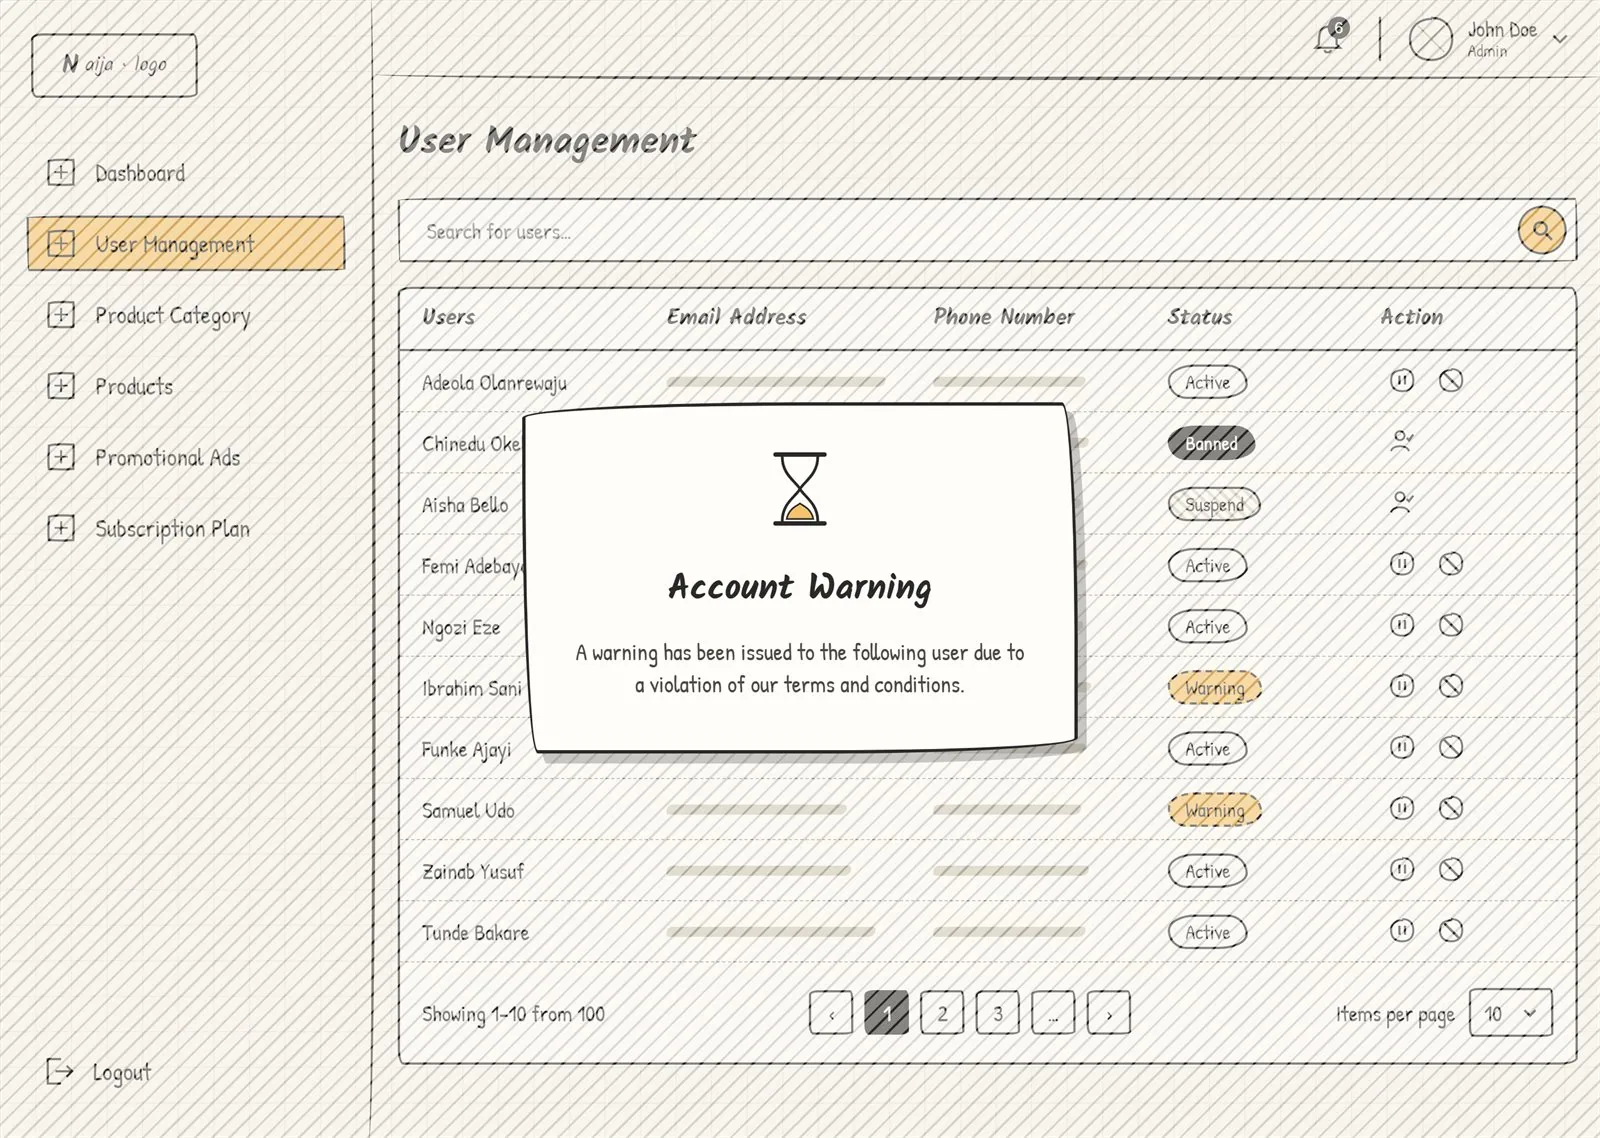 N aija - logo
6
John Doe
Admin
Dashboard
User Management
Product Category
Products
Promotional Ads
Subscription Plan
Logout
User Management
Search for users...
Users Email Address Phone Number Status Action
Adeola Olanrewaju Active
Chinedu Oke Banned
Aisha Bello Suspend
Femi Adebay Active
Ngozi Eze Active
Ibrahim Sani Warning
Funke Ajayi Active
Samuel Udo Warning
Zainab Yusuf Active
Tunde Bakare Active
Account Warning
A warning has been issued to the following user due to
a violation of our terms and conditions.
Showing 1-10 from 100 ‹ 1 2 3 ... › Items per page 10